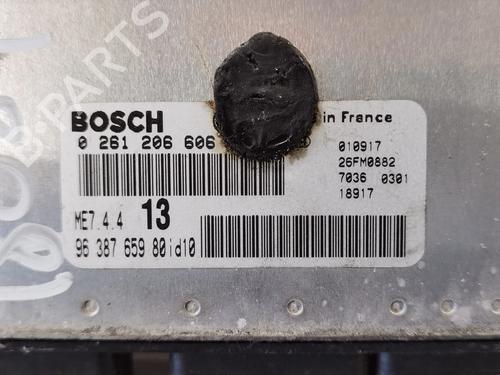 BOSCH in France
0 261 206 606 010917
26FM0882
7036 0301
18917
ME7.4.4 13
96 387 659 80id10
B-PARTS